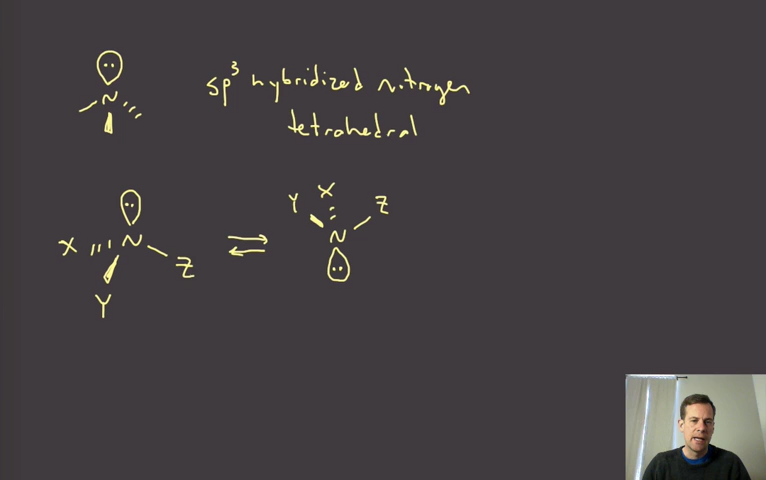 sp³ hybridized nitrogen
N
tetrahedral
Y X Z
X N Z
N
Y